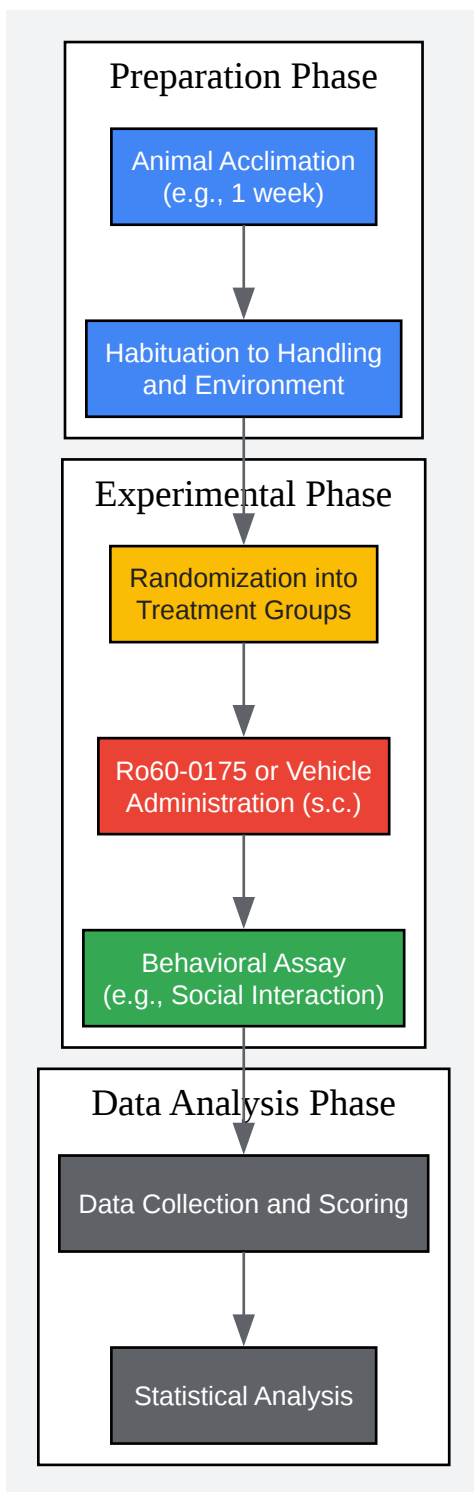 Preparation Phase
Animal Acclimation
(e.g., 1 week)
Habituation to Handling
and Environment
Experimental Phase
Randomization into
Treatment Groups
Ro60-0175 or Vehicle
Administration (s.c.)
Behavioral Assay
(e.g., Social Interaction)
Data Analysis Phase
Data Collection and Scoring
Statistical Analysis